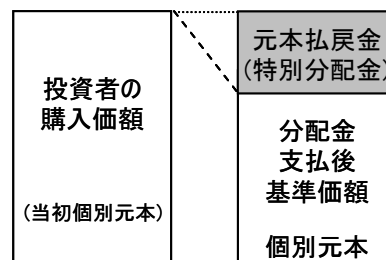 投資者の
購入価額
(当初個別元本)
元本払戻金
(特別分配金)
分配金
支払後
基準価額
個別元本